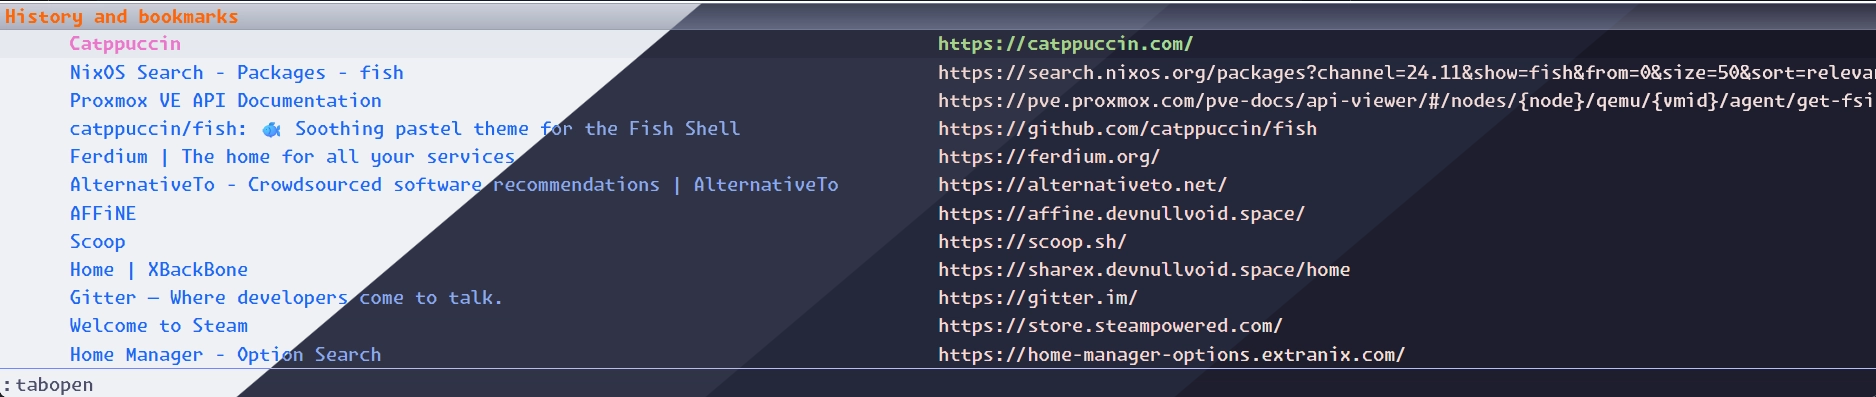 History and bookmarks
Catppuccin https://catppuccin.com/
NixOS Search - Packages - fish https://search.nixos.org/packages?channel=24.11&show=fish&from=0&size=50&sort=releva
Proxmox VE API Documentation https://pve.proxmox.com/pve-docs/api-viewer/#/nodes/{node}/qemu/{vmid}/agent/get-fsi
catppuccin/fish: 🐟 Soothing pastel theme for the Fish Shell https://github.com/catppuccin/fish
Ferdium | The home for all your services https://ferdium.org/
AlternativeTo - Crowdsourced software recommendations | AlternativeTo https://alternativeto.net/
AFFiNE https://affine.devnullvoid.space/
Scoop https://scoop.sh/
Home | XBackBone https://sharex.devnullvoid.space/home
Gitter — Where developers come to talk. https://gitter.im/
Welcome to Steam https://store.steampowered.com/
Home Manager - Option Search https://home-manager-options.extranix.com/
:tabopen